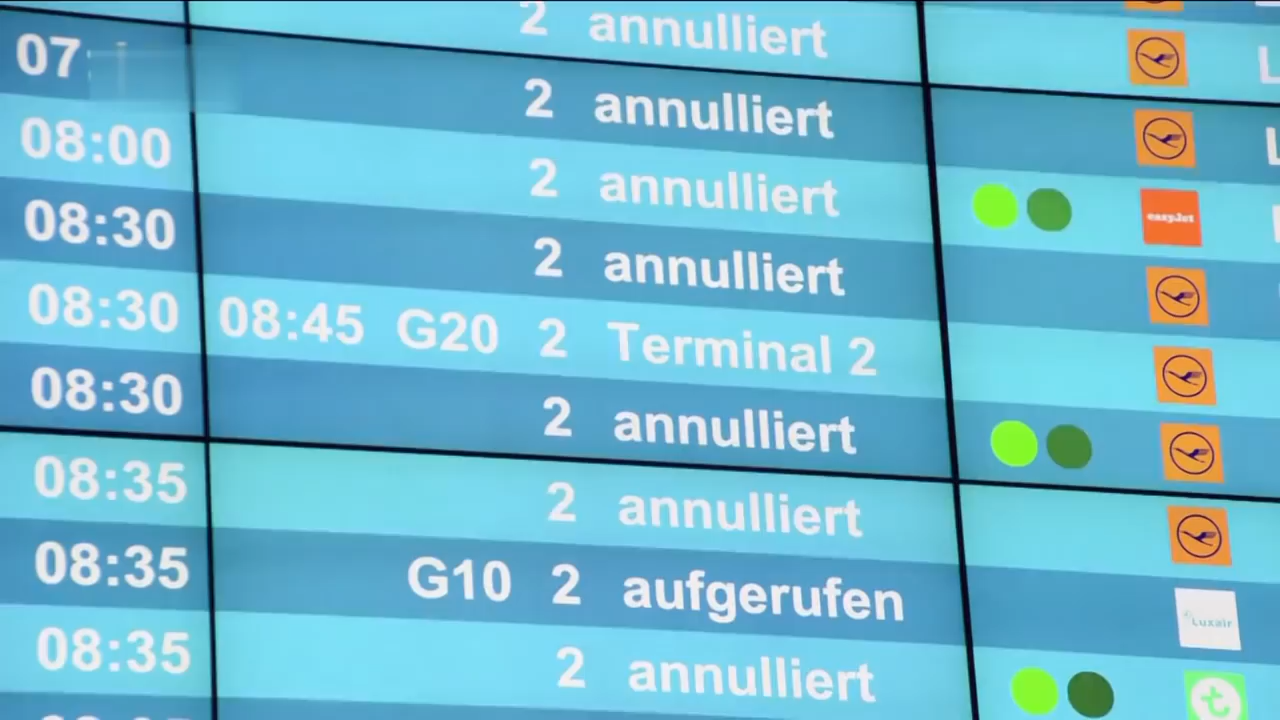 2 annulliert
07 2 annulliert
08:00 2 annulliert easyJet
08:30 2 annulliert
08:30 08:45 G20 2 Terminal 2
08:30 2 annulliert
08:35 2 annulliert
08:35 G10 2 aufgerufen Luxair
08:35 2 annulliert t